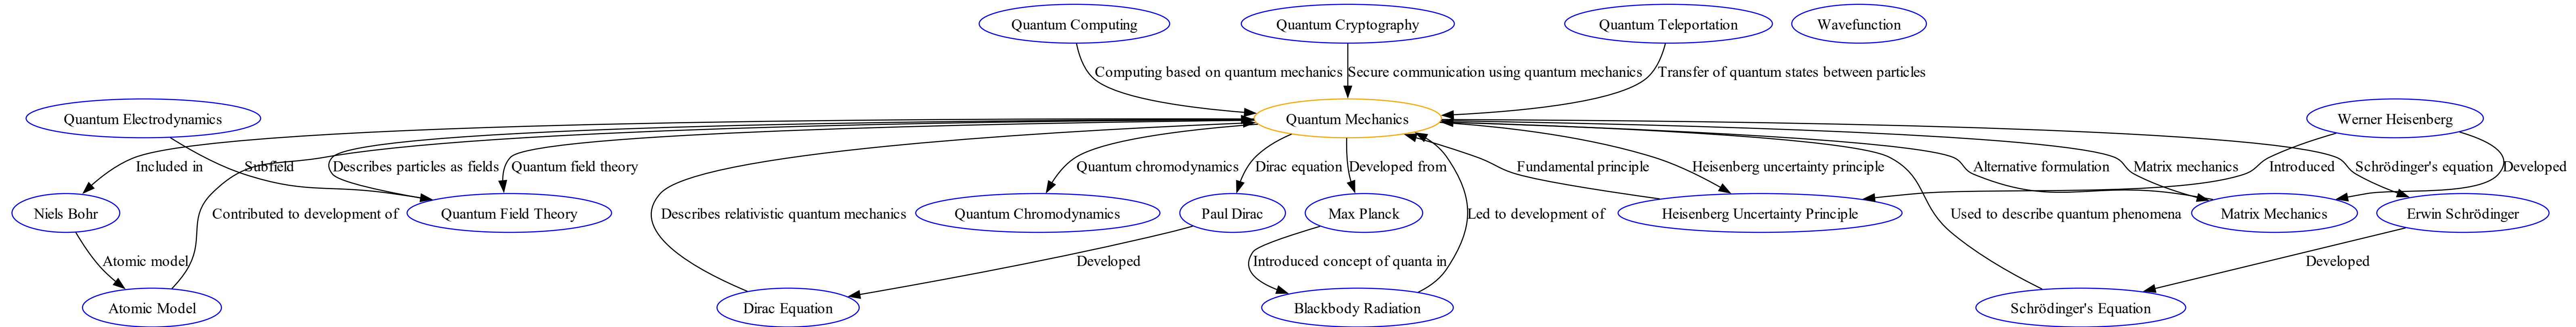 Quantum Computing
Quantum Cryptography
Quantum Teleportation
Wavefunction
Computing based on quantum mechanics
Secure communication using quantum mechanics
Transfer of quantum states between particles
Quantum Electrodynamics
Quantum Mechanics
Werner Heisenberg
Included in
Subfield
Describes particles as fields
Quantum field theory
Quantum chromodynamics
Dirac equation
Developed from
Fundamental principle
Heisenberg uncertainty principle
Alternative formulation
Matrix mechanics
Introduced
Schrödinger's equation
Developed
Niels Bohr
Contributed to development of
Quantum Field Theory
Describes relativistic quantum mechanics
Quantum Chromodynamics
Paul Dirac
Max Planck
Led to development of
Heisenberg Uncertainty Principle
Used to describe quantum phenomena
Matrix Mechanics
Erwin Schrödinger
Atomic model
Developed
Introduced concept of quanta in
Developed
Atomic Model
Dirac Equation
Blackbody Radiation
Schrödinger's Equation